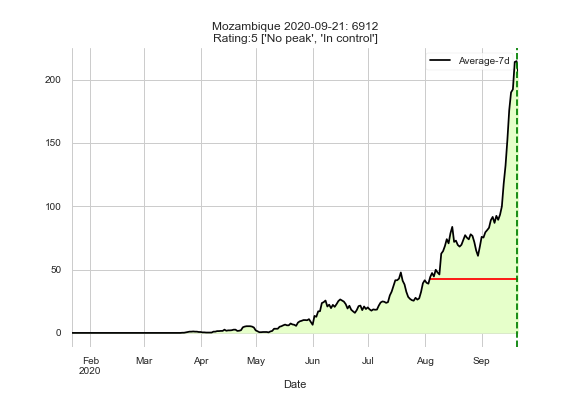 Mozambique 2020-09-21: 6912
Rating:5 ['No peak', 'In control']
Average-7d
200
150
100
50
0
Feb Mar Apr May Jun Jul Aug Sep
2020
Date